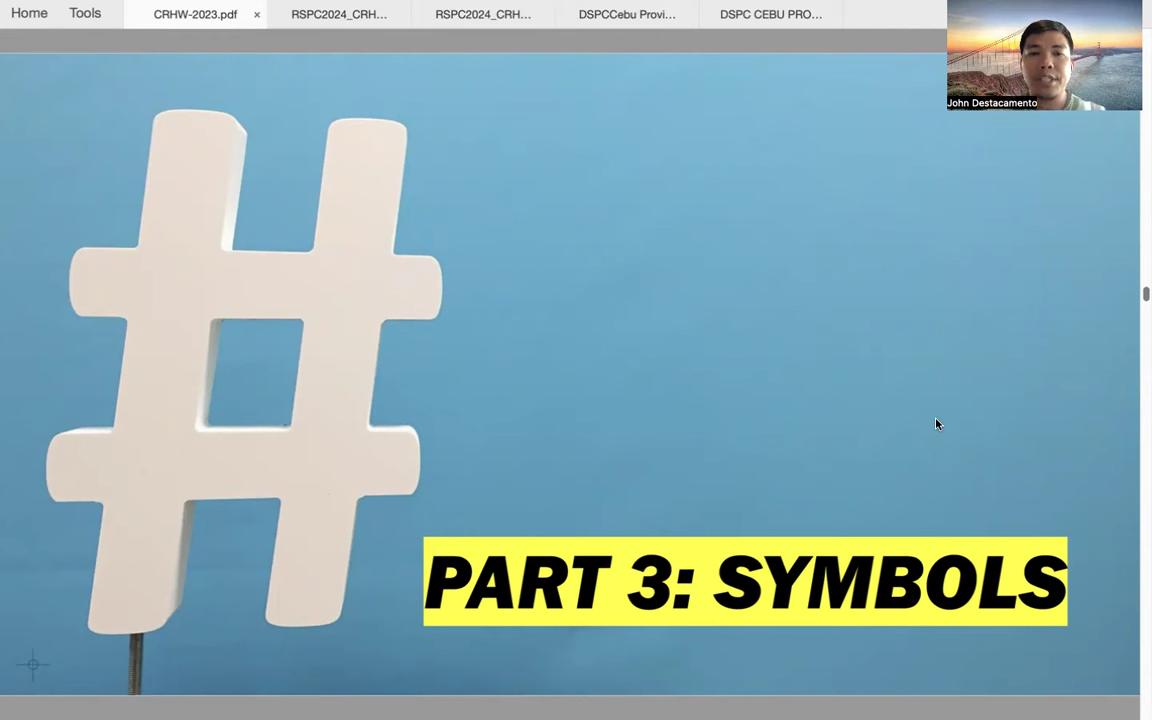 Home Tools CRHW-2023.pdf × RSPC2024_CRH... RSPC2024_CRH... DSPCCebu Provi... DSPC CEBU PRO...
John Destacamento
#
PART 3: SYMBOLS